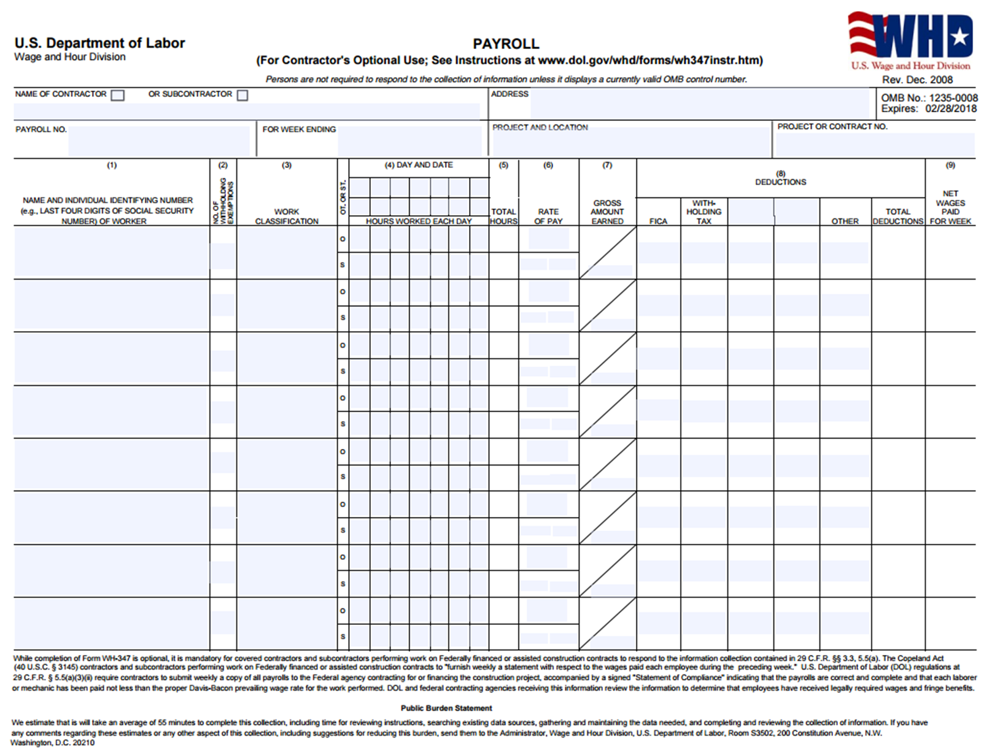 WHD
U.S. Wage and Hour Division
Rev. Dec. 2008
U.S. Department of Labor
Wage and Hour Division
PAYROLL
(For Contractor's Optional Use; See Instructions at www.dol.gov/whd/forms/wh347instr.htm)
Persons are not required to respond to the collection of information unless it displays a currently valid OMB control number.
NAME OF CONTRACTOR OR SUBCONTRACTOR
ADDRESS
OMB No.: 1235-0008
Expires: 02/28/2018
PAYROLL NO.
FOR WEEK ENDING
PROJECT AND LOCATION
PROJECT OR CONTRACT NO.
(1)
NAME AND INDIVIDUAL IDENTIFYING NUMBER
(e.g., LAST FOUR DIGITS OF SOCIAL SECURITY
NUMBER) OF WORKER
(2)
NO. OF
WITHHOLDING
EXEMPTIONS
(3)
WORK
CLASSIFICATION
OT. OR ST.
(4) DAY AND DATE
HOURS WORKED EACH DAY
(5)
TOTAL
HOURS
(6)
RATE
OF PAY
(7)
GROSS
AMOUNT
EARNED
(8)
DEDUCTIONS
FICA
WITH-
HOLDING
TAX
OTHER
TOTAL
DEDUCTIONS
(9)
NET
WAGES
PAID
FOR WEEK
O
S
O
S
O
S
O
S
O
S
O
S
O
S
O
S
While completion of Form WH-347 is optional, it is mandatory for covered contractors and subcontractors performing work on Federally financed or assisted construction contracts to respond to the information collection contained in 29 C.F.R. §§ 3.3, 5.5(a). The Copeland Act
(40 U.S.C. § 3145) contractors and subcontractors performing work on Federally financed or assisted construction contracts to "furnish weekly a statement with respect to the wages paid each employee during the preceding week." U.S. Department of Labor (DOL) regulations at
29 C.F.R. § 5.5(a)(3)(ii) require contractors to submit weekly a copy of all payrolls to the Federal agency contracting for or financing the construction project, accompanied by a signed "Statement of Compliance" indicating that the payrolls are correct and complete and that each laborer
or mechanic has been paid not less than the proper Davis-Bacon prevailing wage rate for the work performed. DOL and federal contracting agencies receiving this information review the information to determine that employees have received legally required wages and fringe benefits.
Public Burden Statement
We estimate that is will take an average of 55 minutes to complete this collection, including time for reviewing instructions, searching existing data sources, gathering and maintaining the data needed, and completing and reviewing the collection of information. If you have
any comments regarding these estimates or any other aspect of this collection, including suggestions for reducing this burden, send them to the Administrator, Wage and Hour Division, U.S. Department of Labor, Room S3502, 200 Constitution Avenue, N.W.
Washington, D.C. 20210